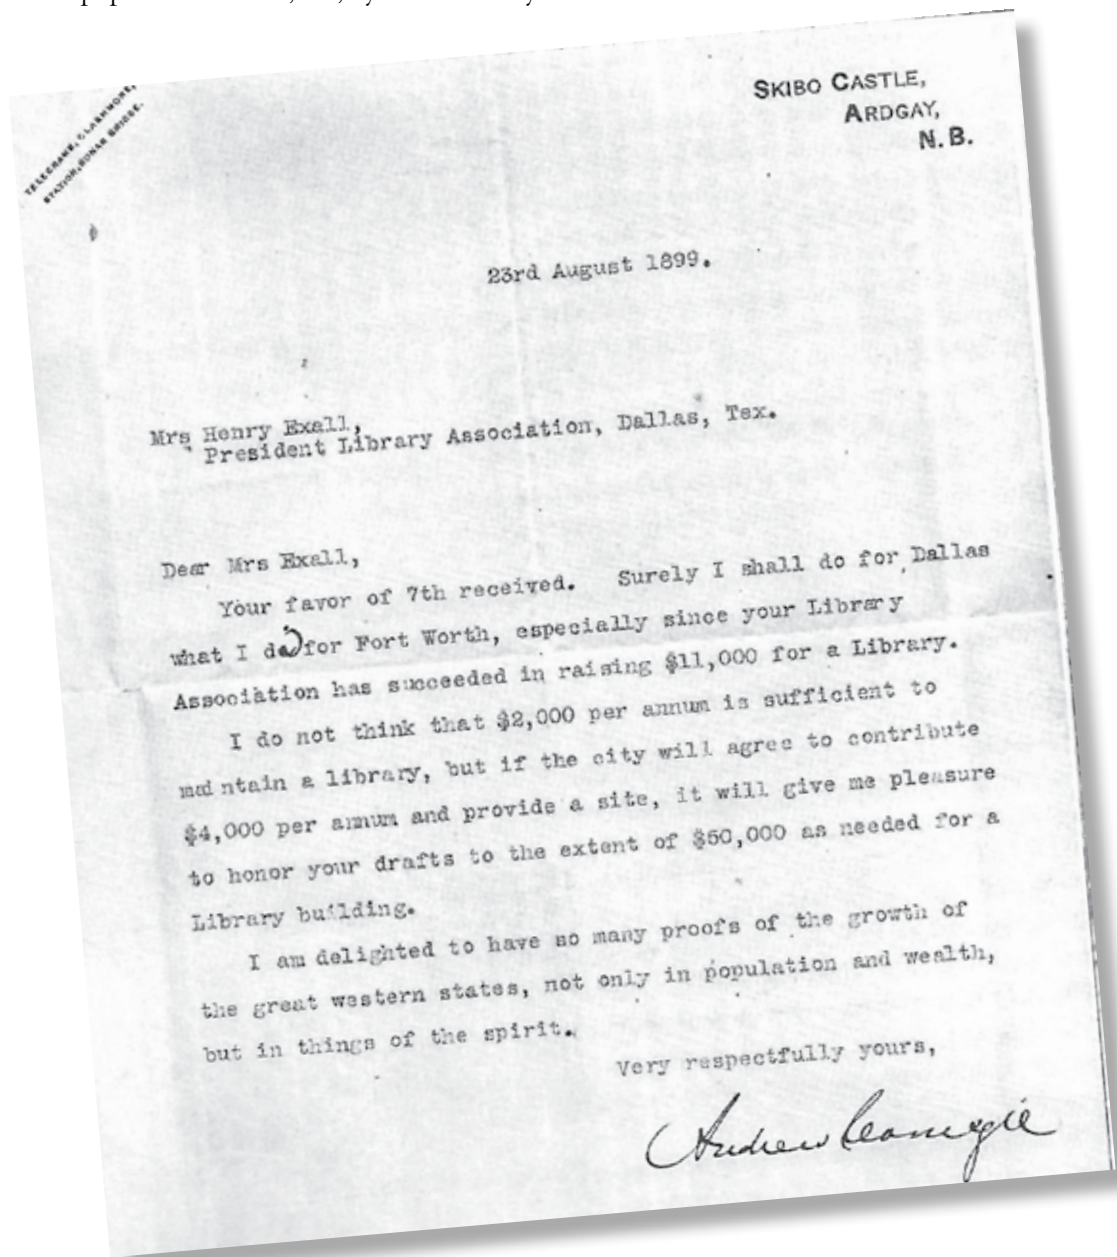 TELEGRAMS, CLASHMORE,
STATION, BONAR BRIDGE.
SKIBO CASTLE,
ARDGAY,
N. B.
23rd August 1899.
Mrs Henry Exall,
President Library Association, Dallas, Tex.
Dear Mrs Exall,
Your favor of 7th received. Surely I shall do for Dallas
what I do for Fort Worth, especially since your Library
Association has succeeded in raising $11,000 for a Library.
I do not think that $2,000 per annum is sufficient to
maintain a library, but if the city will agree to contribute
$4,000 per annum and provide a site, it will give me pleasure
to honor your drafts to the extent of $50,000 as needed for a
Library building.
I am delighted to have so many proofs of the growth of
the great western states, not only in population and wealth,
but in things of the spirit.
Very respectfully yours,
Andrew Carnegie